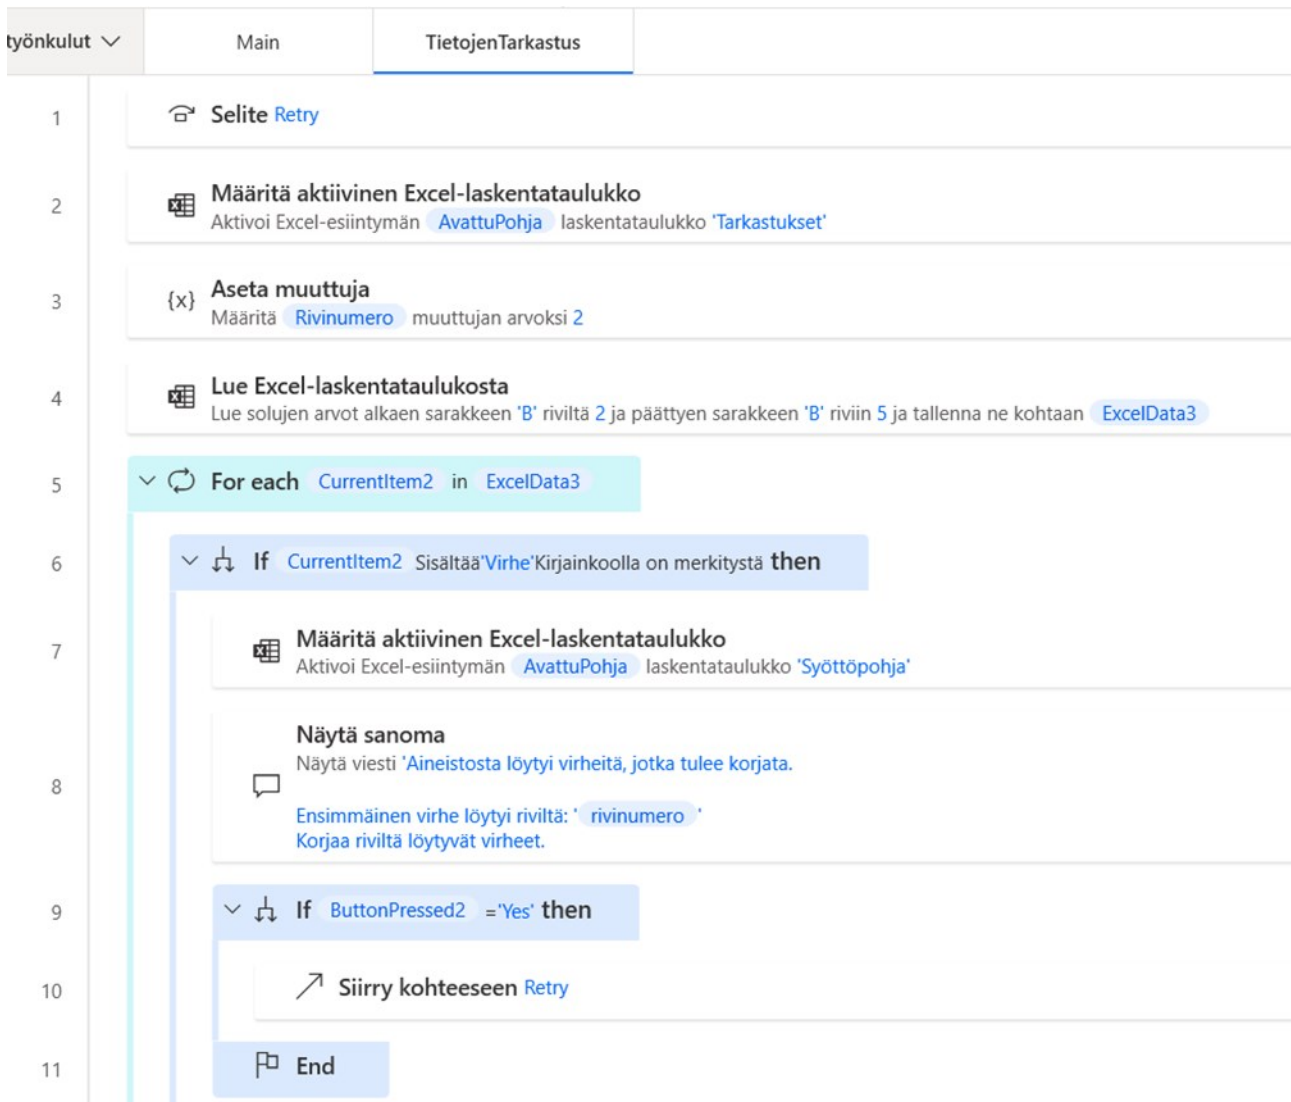 työnkulut
Main
TietojenTarkastus
1
Selite Retry
2
Määritä aktiivinen Excel-laskentataulukko
Aktivoi Excel-esiintymän AvattuPohja laskentataulukko 'Tarkastukset'
3
{x} Aseta muuttuja
Määritä Rivinumero muuttujan arvoksi 2
4
Lue Excel-laskentataulukosta
Lue solujen arvot alkaen sarakkeen 'B' riviltä 2 ja päättyen sarakkeen 'B' riviin 5 ja tallenna ne kohtaan ExcelData3
5
For each CurrentItem2 in ExcelData3
6
If CurrentItem2 Sisältää'Virhe'Kirjainkoolla on merkitystä then
7
Määritä aktiivinen Excel-laskentataulukko
Aktivoi Excel-esiintymän AvattuPohja laskentataulukko 'Syöttöpohja'
8
Näytä sanoma
Näytä viesti 'Aineistosta löytyi virheitä, jotka tulee korjata.
Ensimmäinen virhe löytyi riviltä: ' rivinumero '
Korjaa riviltä löytyvät virheet.
9
If ButtonPressed2 ='Yes' then
10
Siirry kohteeseen Retry
11
End